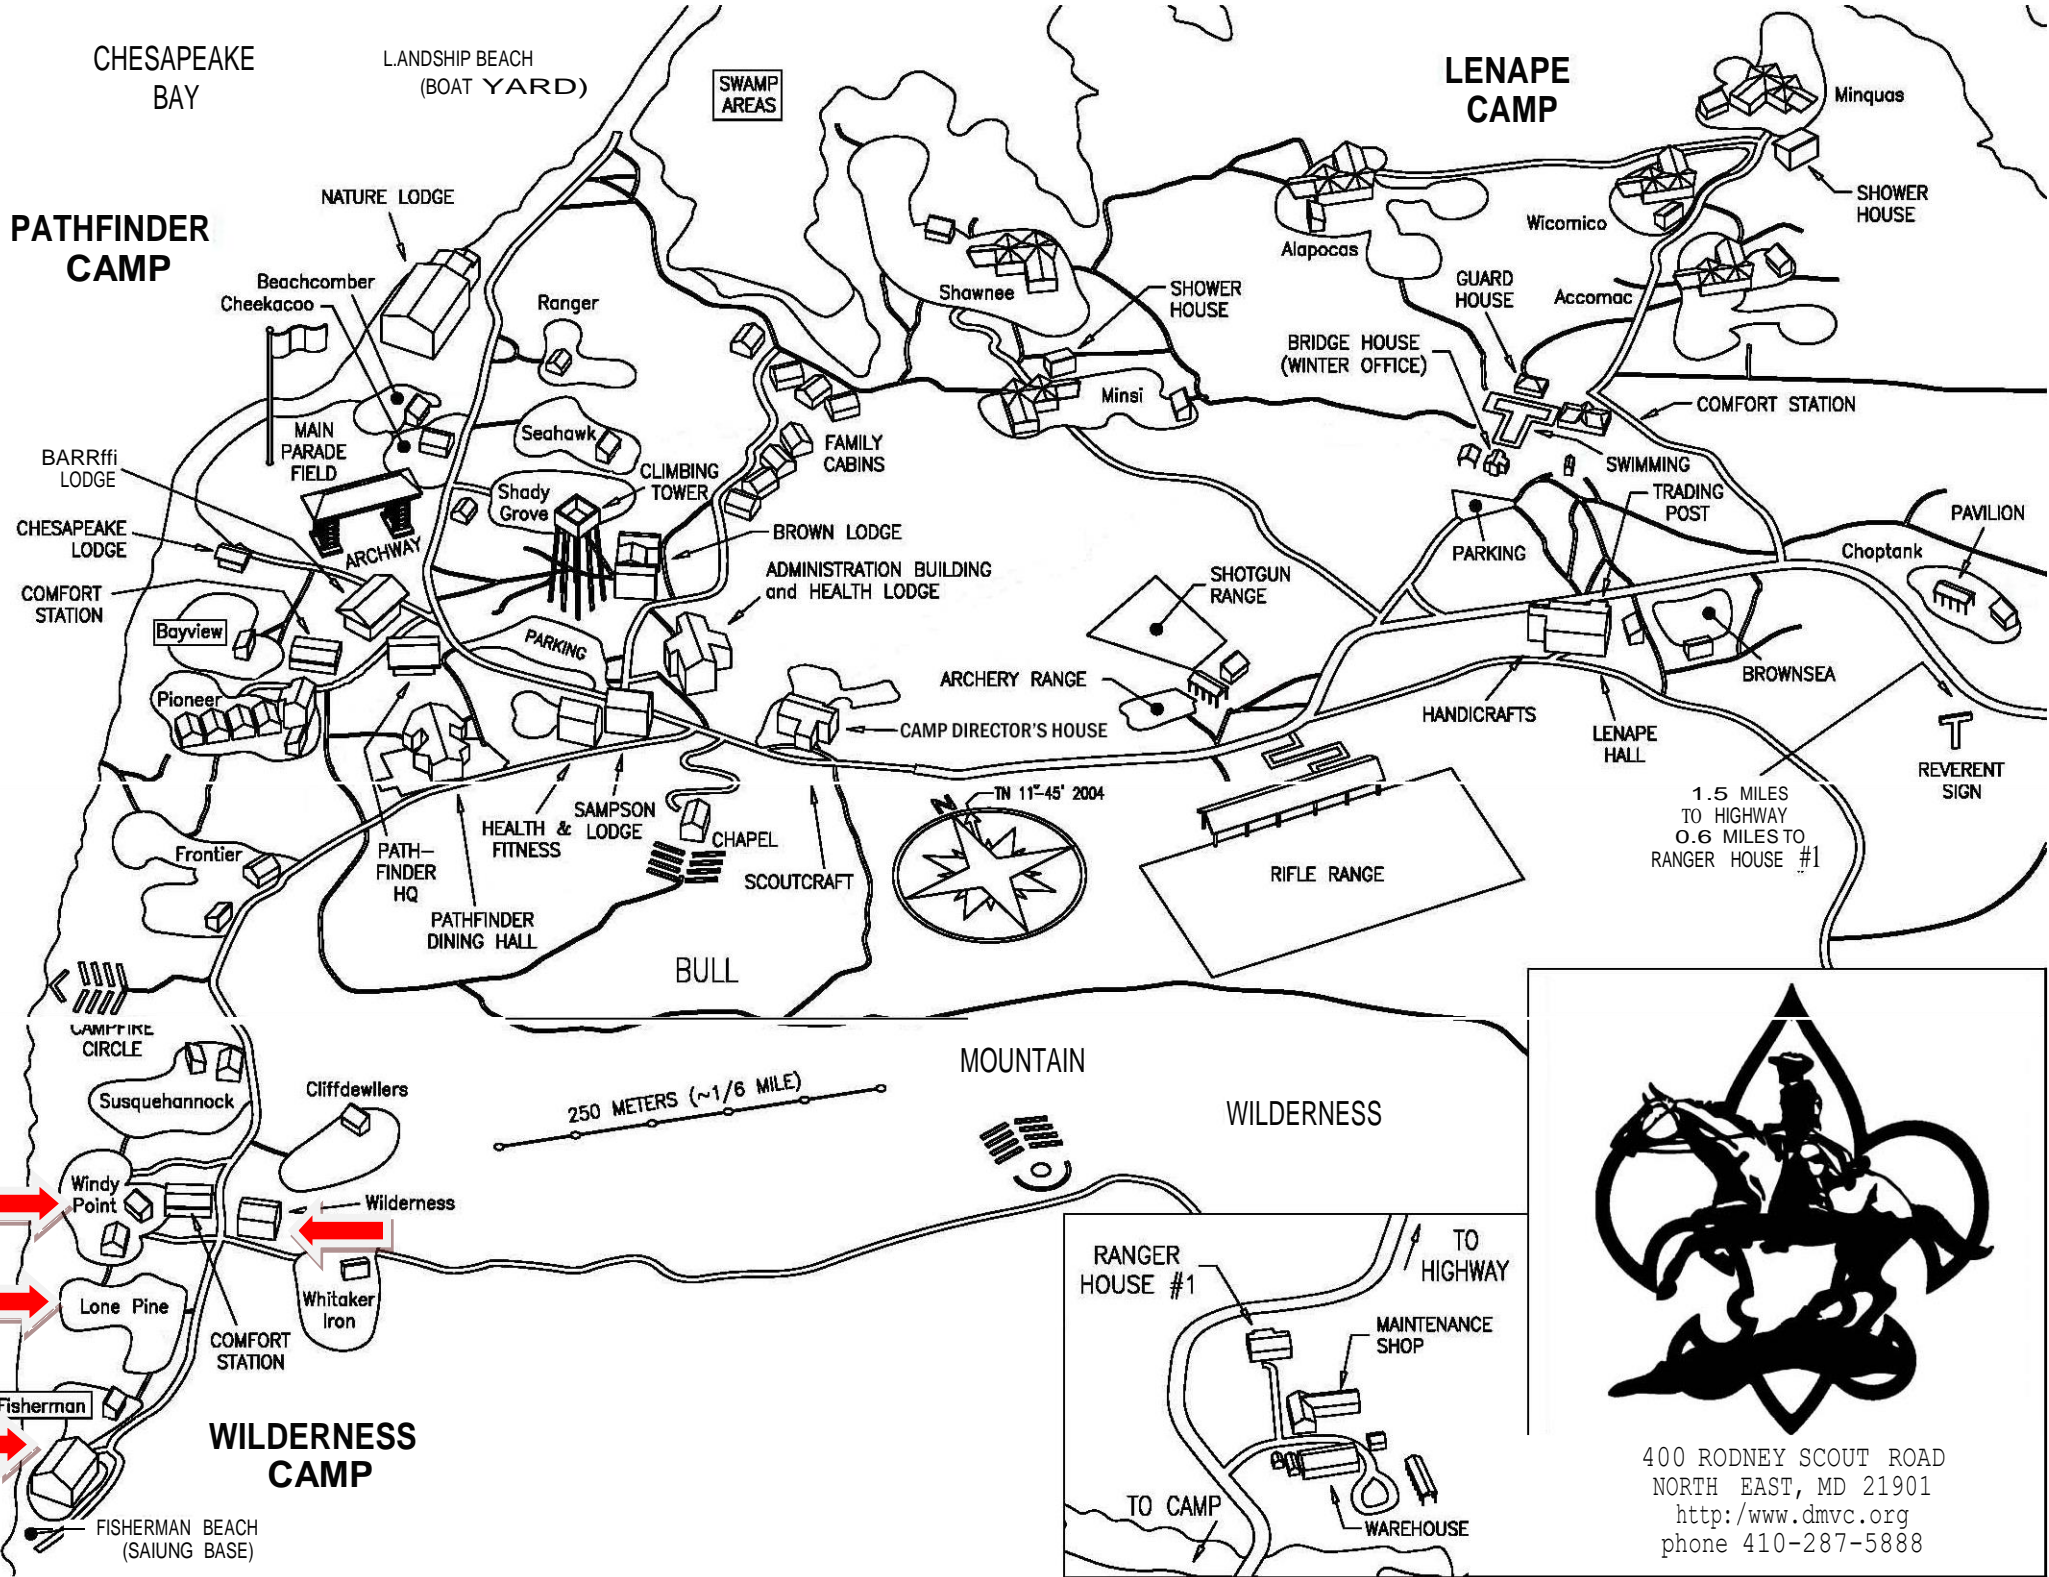 CHESAPEAKE
BAY
L.ANDSHIP BEACH
(BOAT YARD)
SWAMP
AREAS
LENAPE
CAMP
Minquas
SHOWER
HOUSE
NATURE LODGE
PATHFINDER
CAMP
Beachcomber
Cheekacoo
Ranger
Shawnee
SHOWER
HOUSE
Alapocas
Wicomico
GUARD
HOUSE
Accomac
BRIDGE HOUSE
(WINTER OFFICE)
Minsi
COMFORT STATION
MAIN
PARADE
FIELD
Seahawk
FAMILY
CABINS
BARRffi
LODGE
CLIMBING
TOWER
Shady
Grove
SWIMMING
TRADING
POST
PAVILION
CHESAPEAKE
LODGE
ARCHWAY
BROWN LODGE
PARKING
Choptank
ADMINISTRATION BUILDING
and HEALTH LODGE
SHOTGUN
RANGE
COMFORT
STATION
Bayview
PARKING
ARCHERY RANGE
BROWNSEA
Pioneer
CAMP DIRECTOR'S HOUSE
HANDICRAFTS
LENAPE
HALL
REVERENT
SIGN
1.5 MILES
TO HIGHWAY
0.6 MILES TO
RANGER HOUSE #1
N
TN 11°-45' 2004
SAMPSON
LODGE
HEALTH &
FITNESS
CHAPEL
Frontier
PATH-
FINDER
HQ
SCOUTCRAFT
RIFLE RANGE
PATHFINDER
DINING HALL
BULL
CAMPFIRE
CIRCLE
MOUNTAIN
Susquehannock
Cliffdewllers
250 METERS (~1/6 MILE)
WILDERNESS
Windy
Point
Wilderness
Lone Pine
Whitaker
Iron
COMFORT
STATION
Fisherman
WILDERNESS
CAMP
FISHERMAN BEACH
(SAIUNG BASE)
RANGER
HOUSE #1
TO
HIGHWAY
MAINTENANCE
SHOP
TO CAMP
WAREHOUSE
400 RODNEY SCOUT ROAD
NORTH EAST, MD 21901
http:/www.dmvc.org
phone 410-287-5888